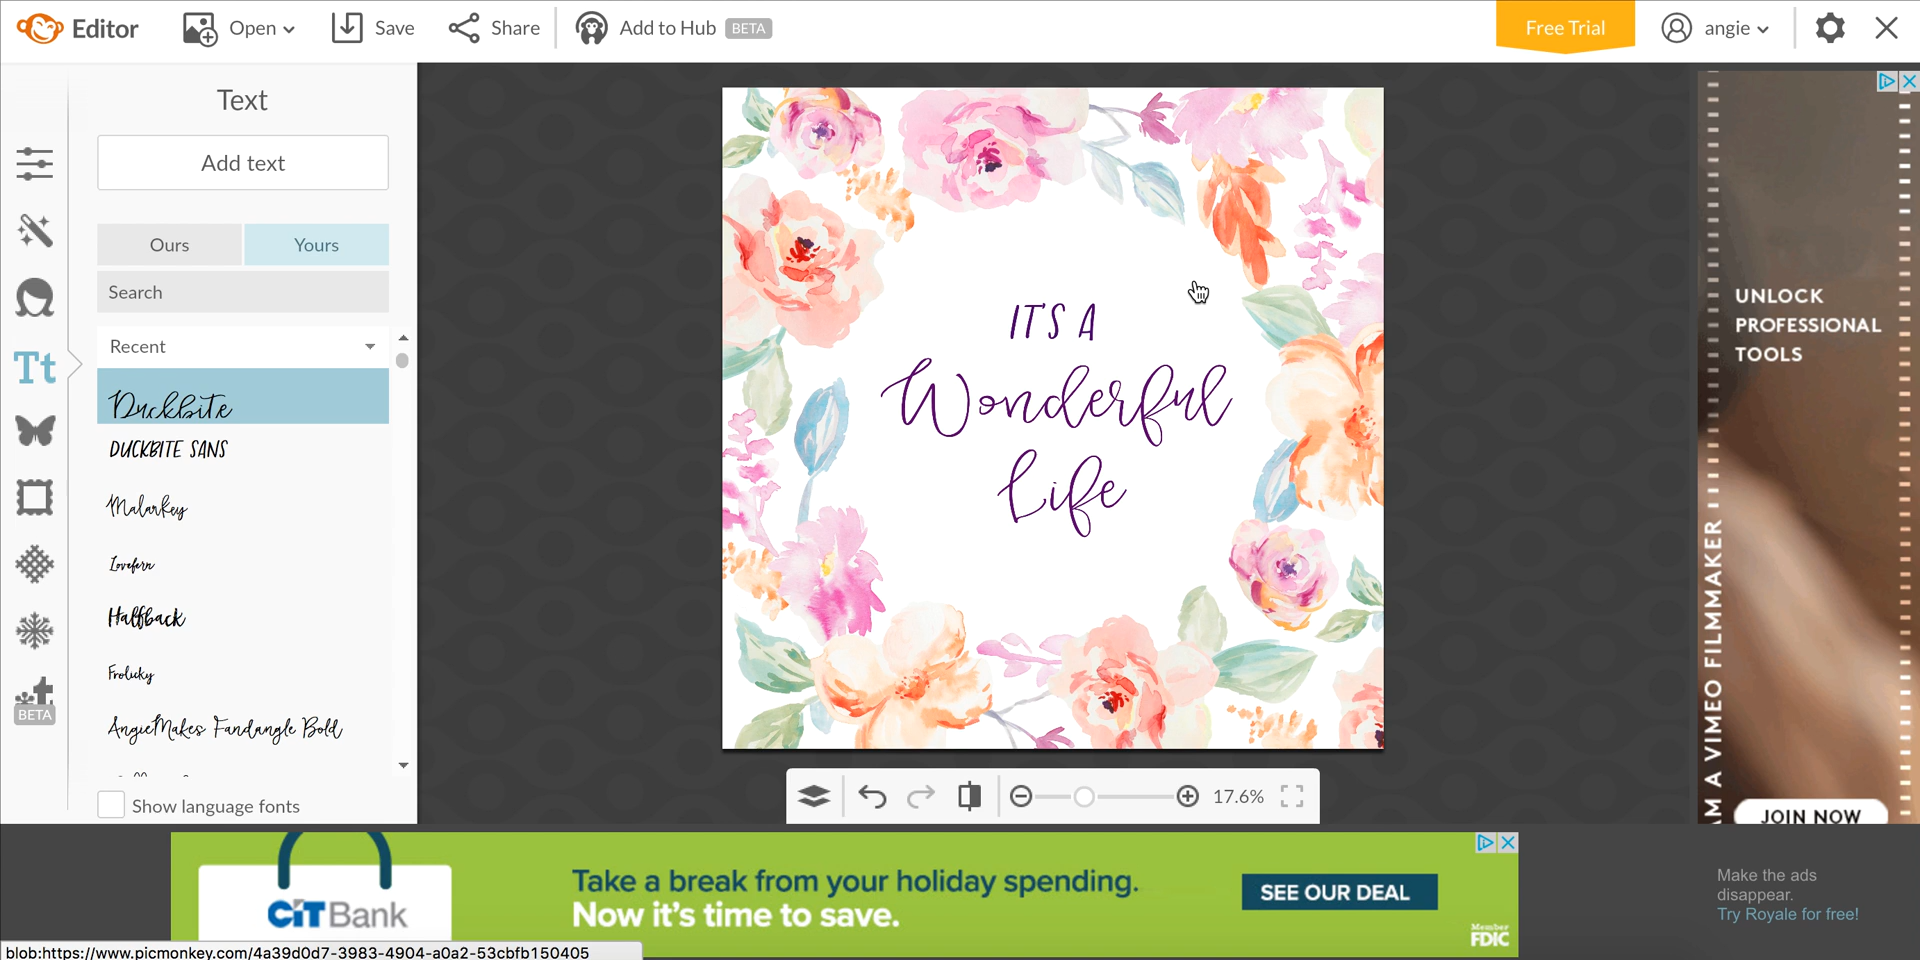 Editor
Open
Save
Share
Add to Hub
BETA
Free Trial
angie
Text
Add text
Ours
Yours
Search
Recent
Duckbite
DUCKBITE SANS
Malarkey
Lovefern
Halfback
Frolicky
AngieMakes Fandangle Bold
Show language fonts
Tt
BETA
IT'S A
Wonderful
Life
17.6%
UNLOCK
PROFESSIONAL
TOOLS
AM A VIMEO FILMMAKER
JOIN NOW
CIT Bank
Take a break from your holiday spending.
Now it's time to save.
SEE OUR DEAL
Member
FDIC
Make the ads
disappear.
Try Royale for free!
blob:https://www.picmonkey.com/4a39d0d7-3983-4904-a0a2-53cbfb150405